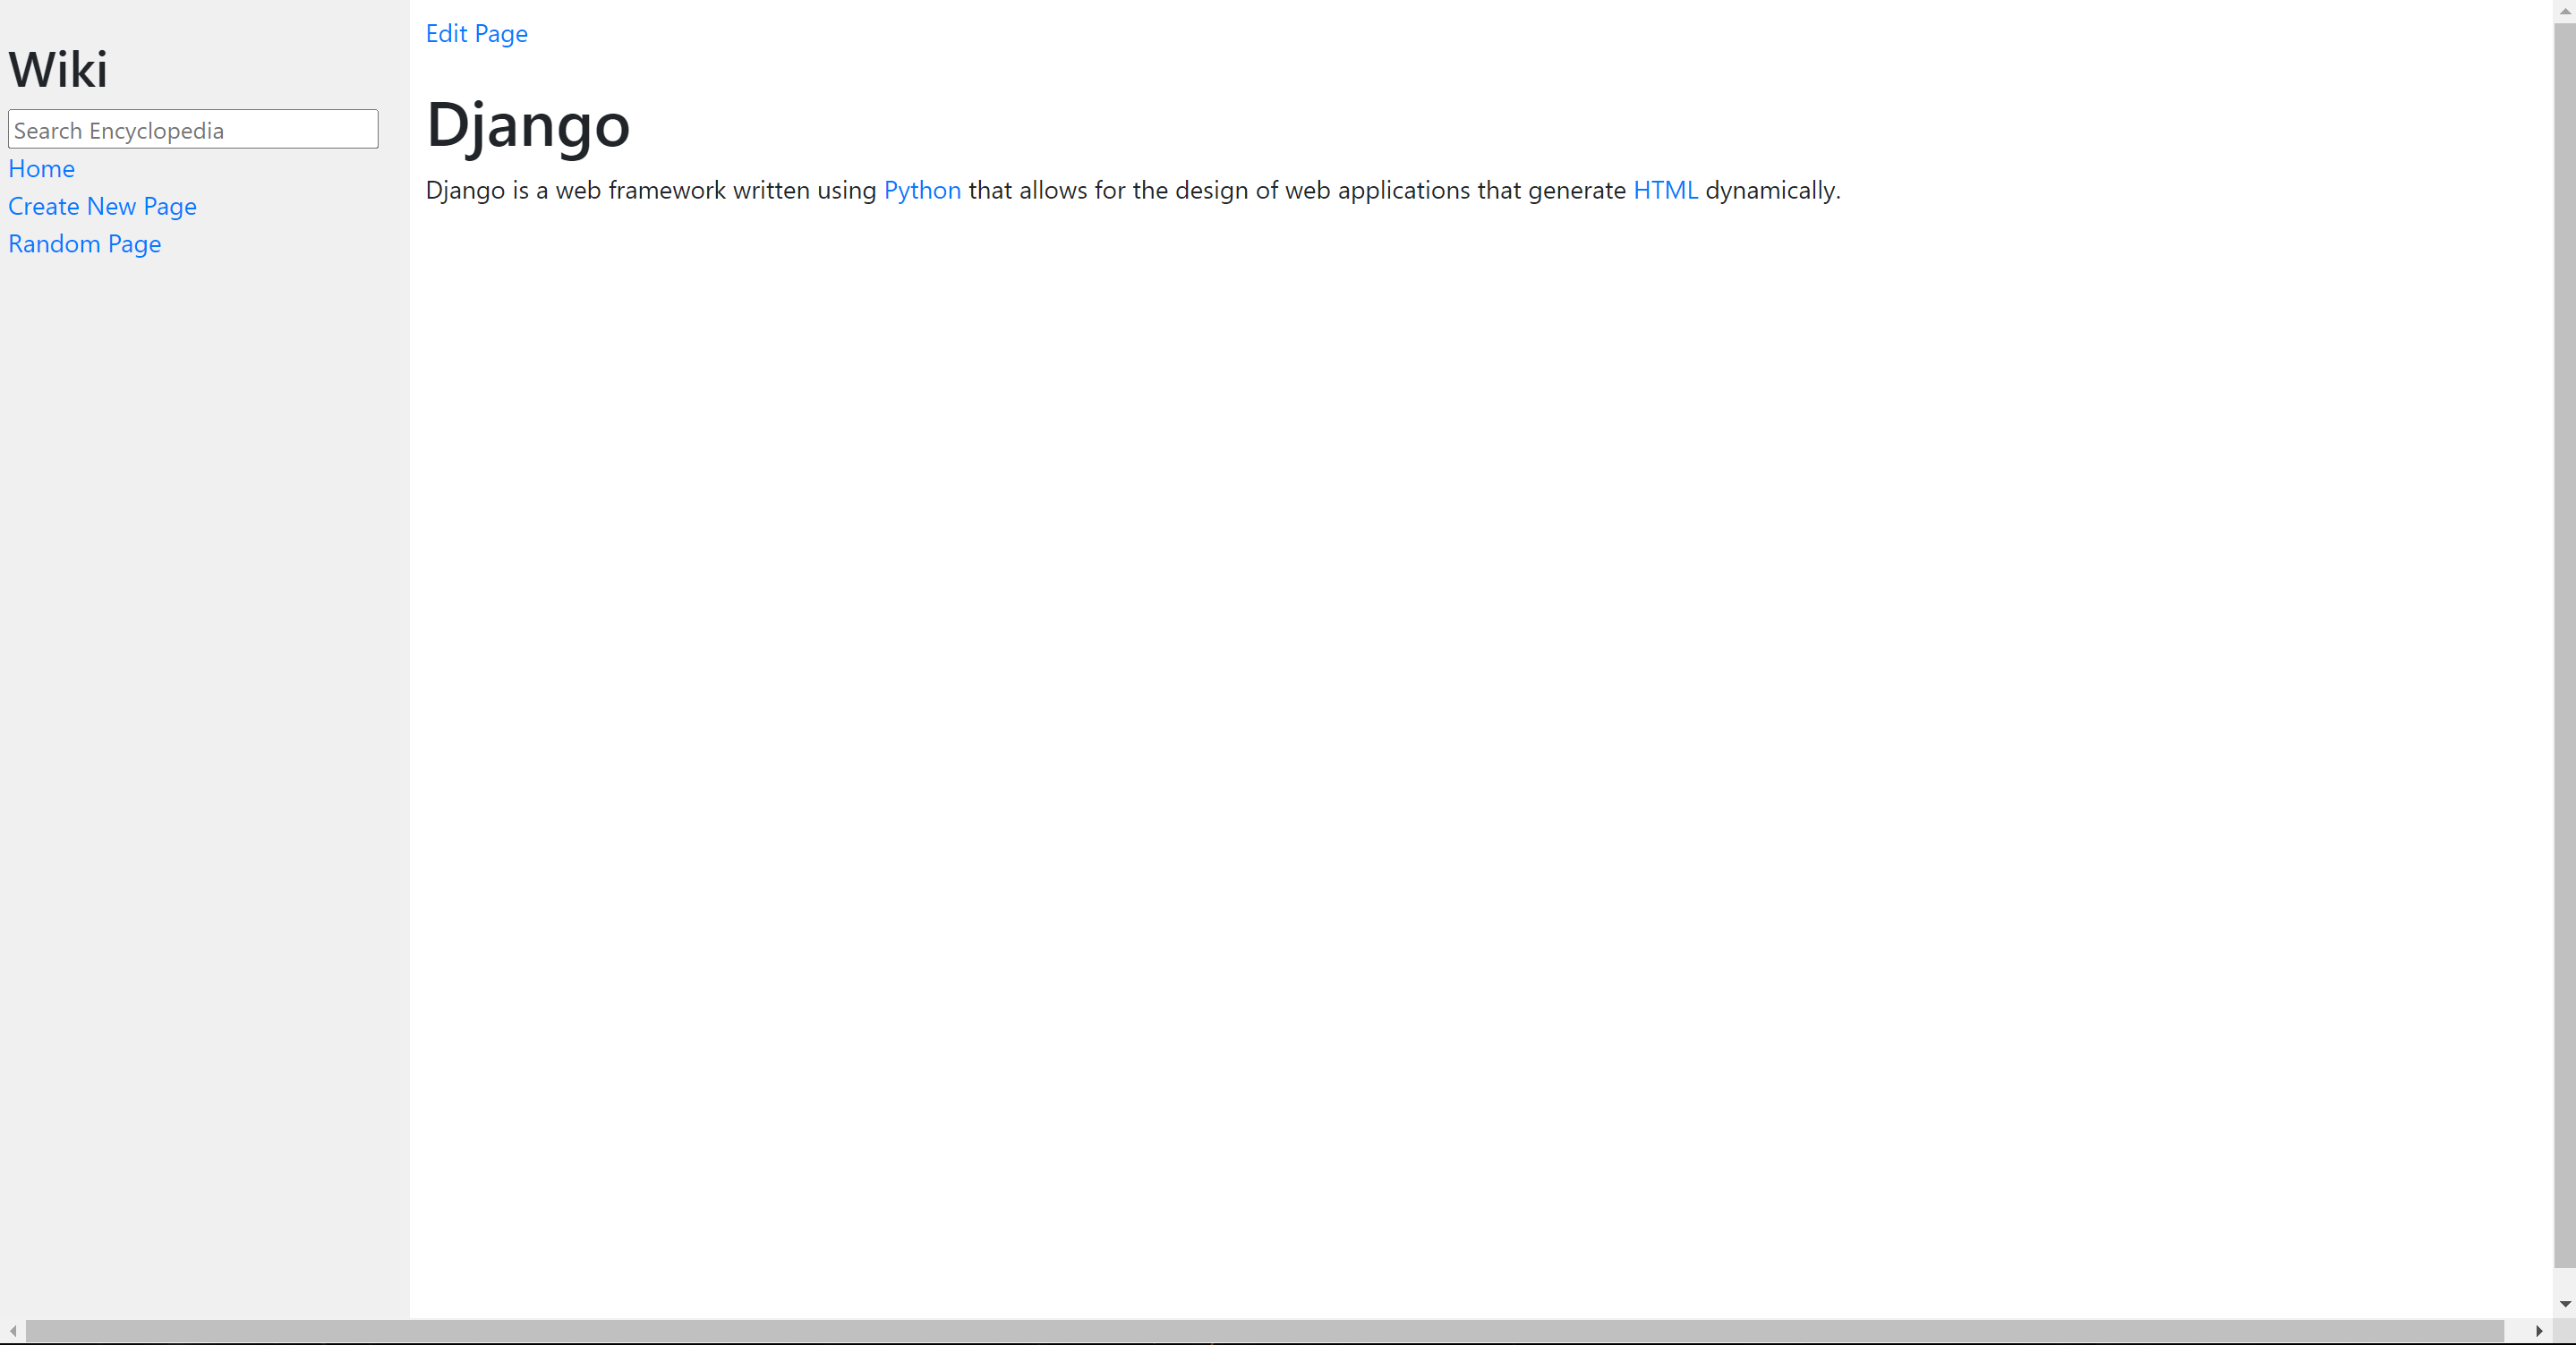 Wiki
Search Encyclopedia
Home
Create New Page
Random Page
Edit Page
Django
Django is a web framework written using Python that allows for the design of web applications that generate HTML dynamically.